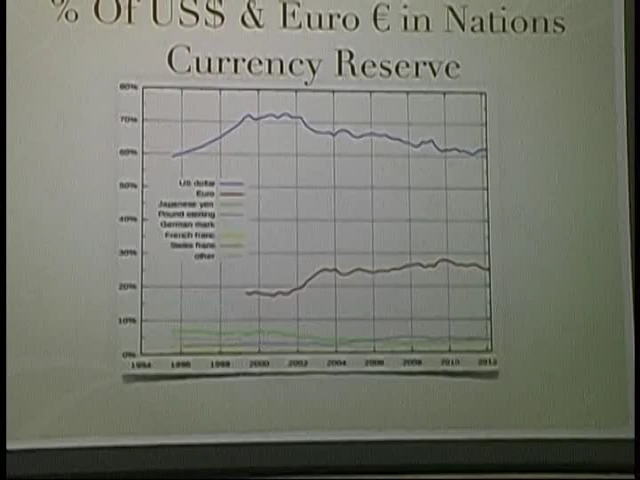 % Of US$ & Euro € in Nations
Currency Reserve
80%
70%
60%
50%
40%
30%
20%
10%
0%
US dollar
Euro
Japanese yen
Pound sterling
German mark
French franc
Swiss franc
other
1994 1996 1998 2000 2002 2004 2006 2008 2010 2012